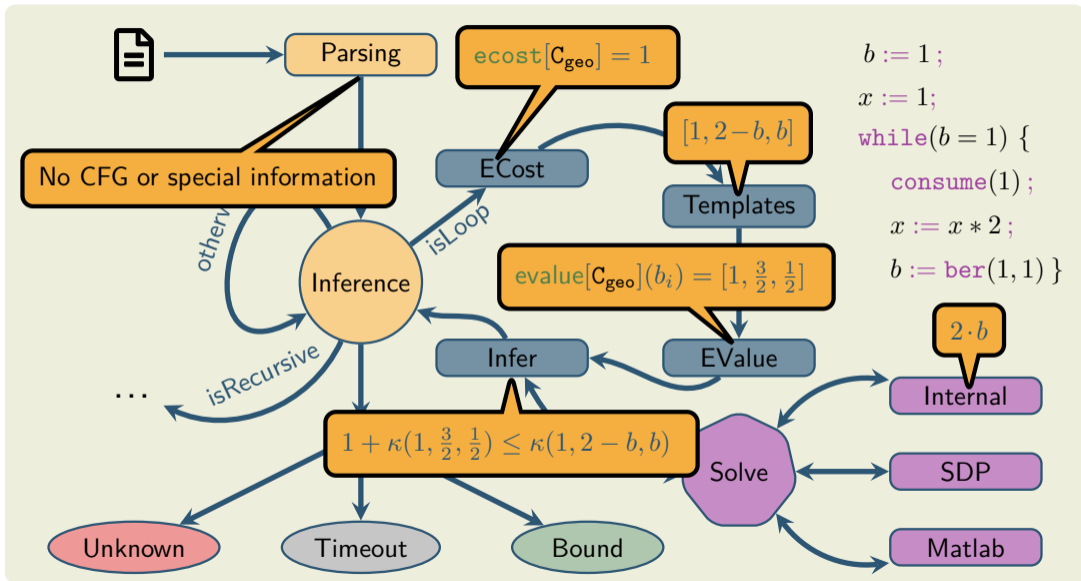 Parsing
ecost[C_geo] = 1
b := 1 ;
x := 1;
while(b = 1) {
consume(1) ;
x := x ∗ 2 ;
b := ber(1, 1) }
[1, 2 − b, b]
No CFG or special information
ECost
Templates
isLoop
Inference
evalue[C_geo](b_i) = [1, 3/2, 1/2]
2 · b
Infer
EValue
isRecursive
...
Internal
1 + κ(1, 3/2, 1/2) ≤ κ(1, 2 − b, b)
Solve
SDP
Unknown
Timeout
Bound
Matlab